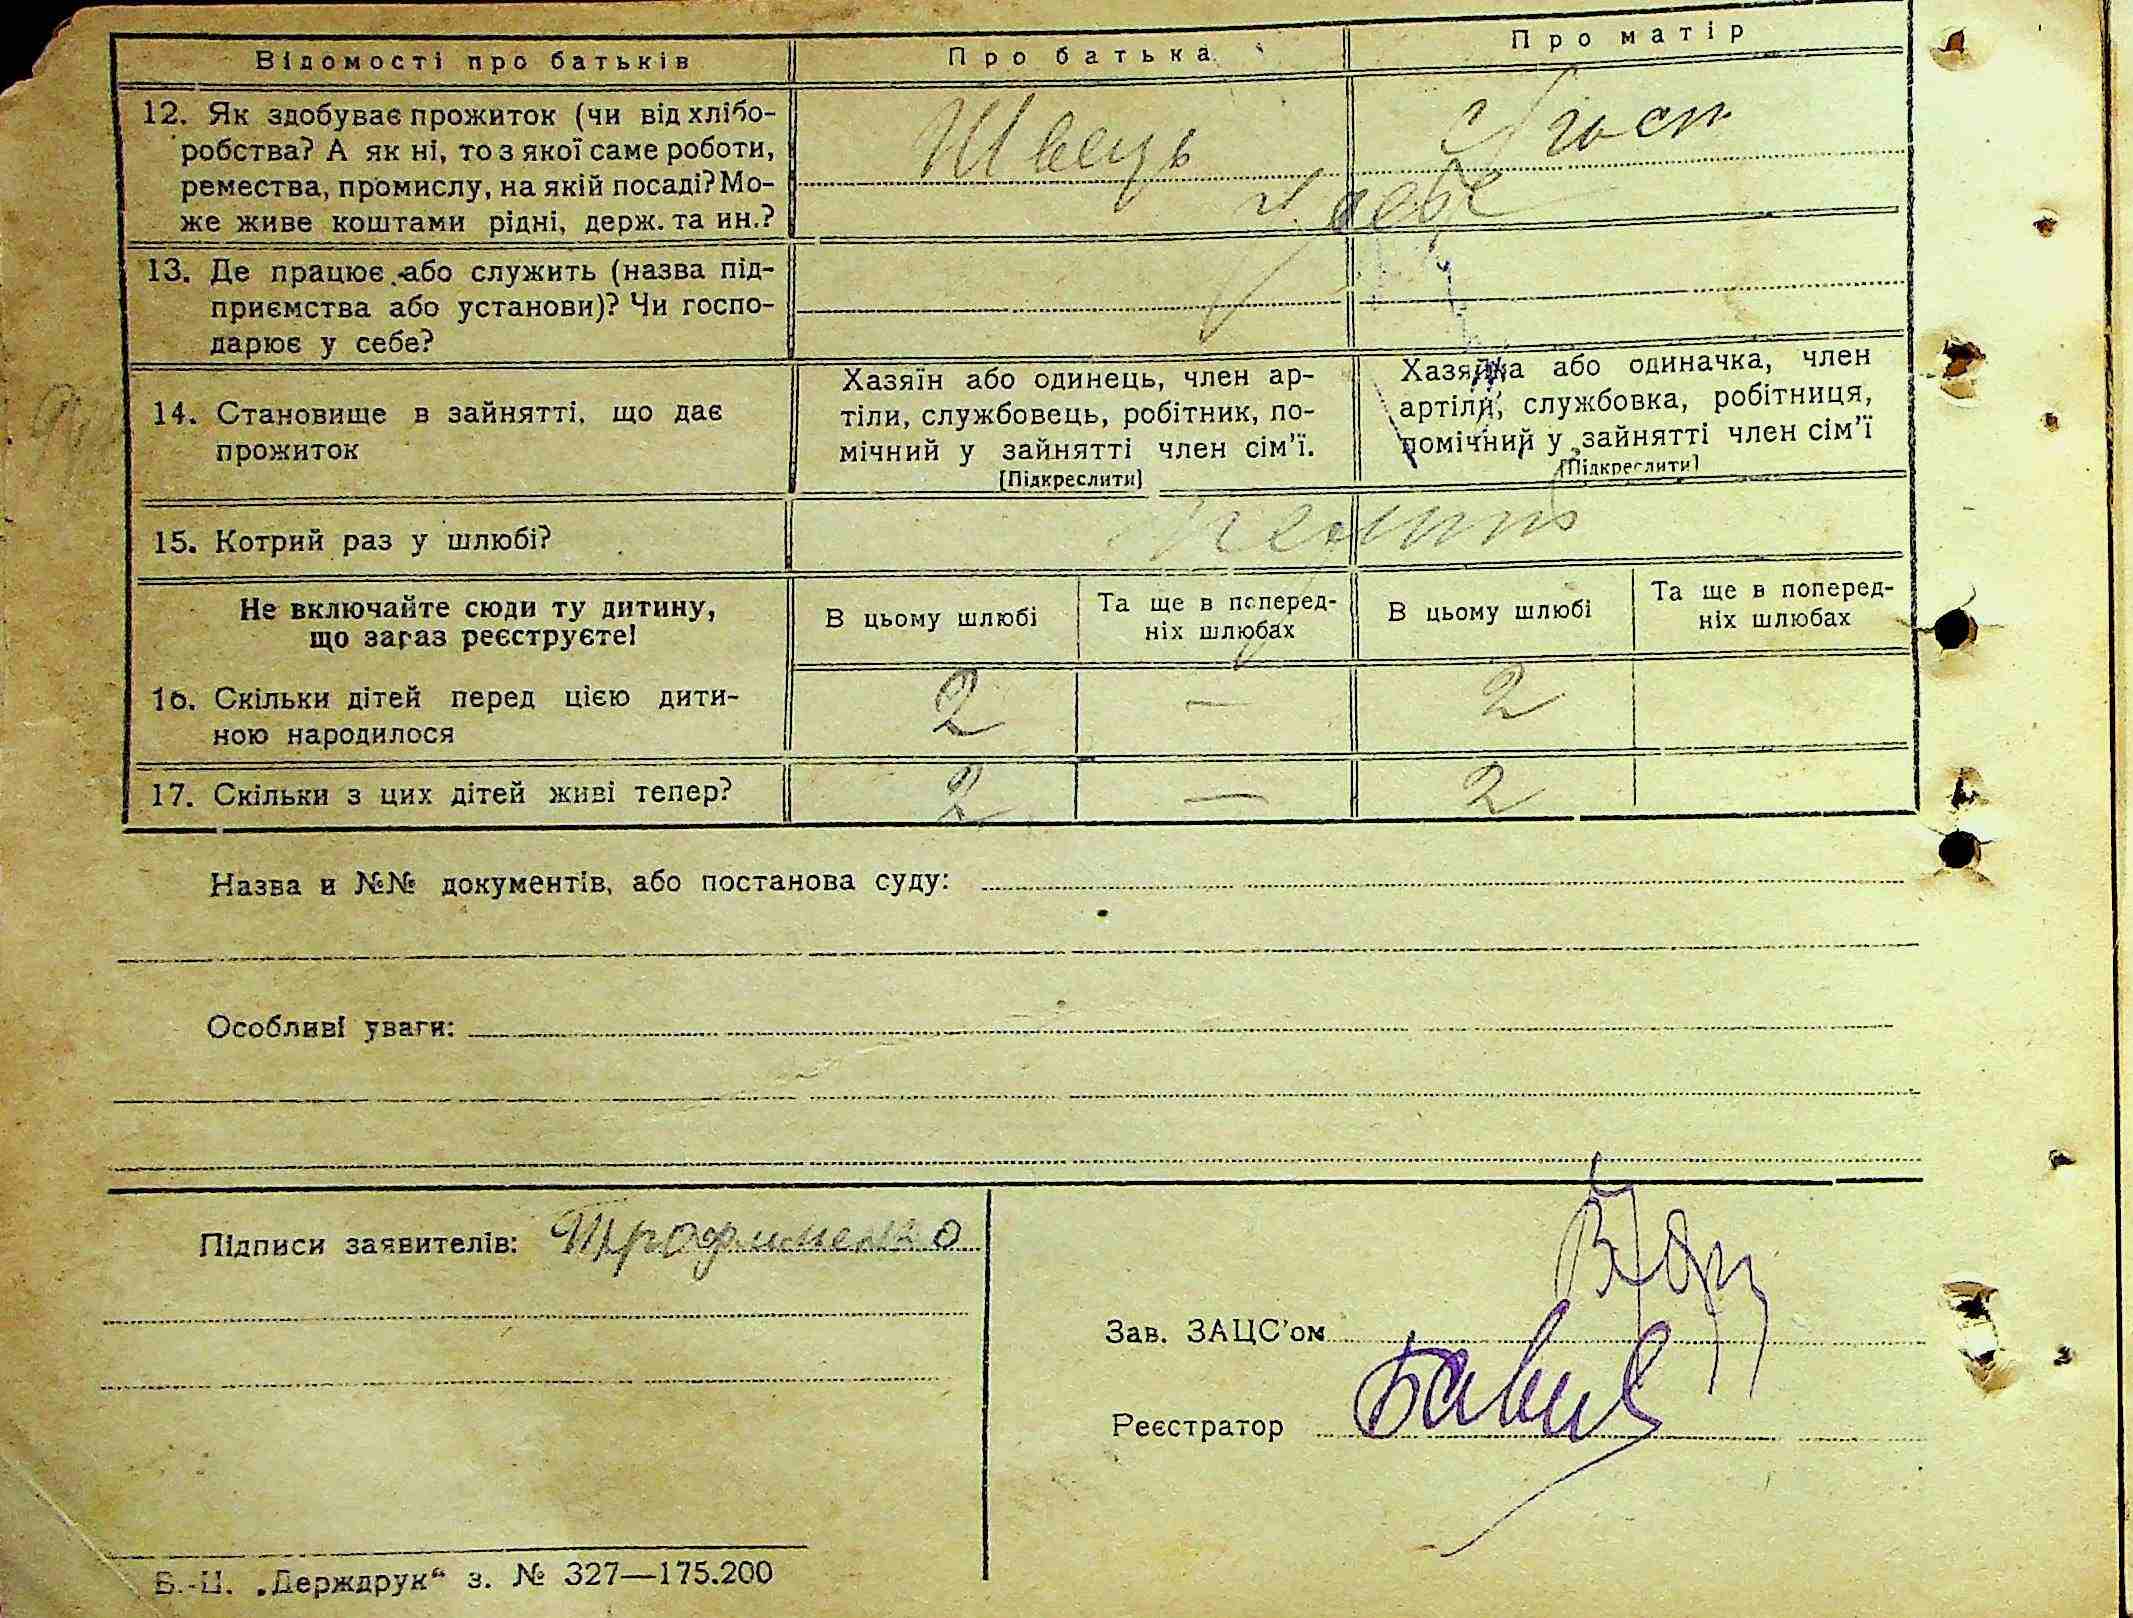 Відомості про батьків Про батька Про матір
12. Як здобуває прожиток (чи від хлібо-
робства? А як ні, то з якої саме роботи,
ремества, промислу, на якій посаді? Мо-
же живе коштами рідні, держ. та ин.?
Швець
у себе
13. Де працює або служить (назва під-
приємства або установи)? Чи госпо-
дарює у себе?
14. Становище в зайнятті, що дає
прожиток
Хазяїн або одинець, член ар-
тіли, службовець, робітник, по-
мічний у зайнятті член сім'ї.
[Підкреслити]
Хазяйка або одиначка, член
артіли, службовка, робітниця,
помічний у зайнятті член сім'ї
[Підкреслити]
15. Котрий раз у шлюбі?
Не включайте сюди ту дитину,
що зараз реєструєте!
В цьому шлюбі
Та ще в поперед-
ніх шлюбах
В цьому шлюбі
Та ще в поперед-
ніх шлюбах
16. Скільки дітей перед цією дити-
ною народилося
2 — 2
17. Скільки з цих дітей живі тепер? 2 — 2
Назва и №№ документів, або постанова суду:
Особливі уваги:
Підписи заявителів: Трофименко
Зав. ЗАЦС'ом
Реєстратор
Б.-Ц. „Держдрук“ з. № 327—175.200